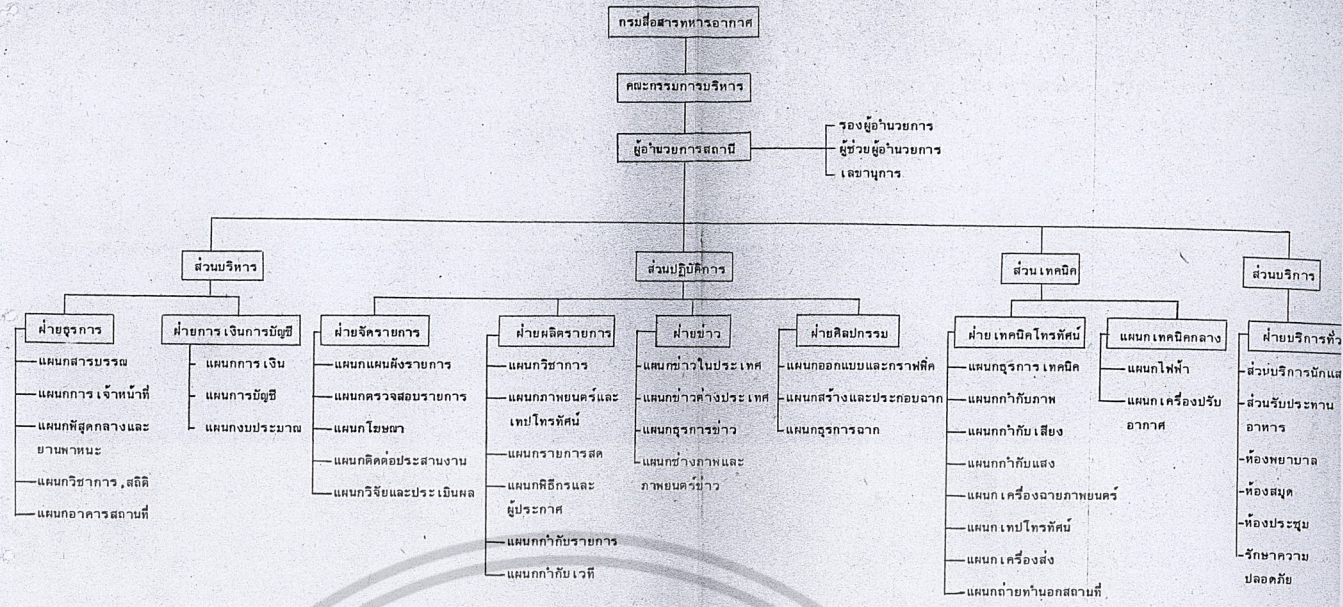 กรมสื่อสารทหารอากาศ
คณะกรรมการบริหาร
ผู้อำนวยการสถานี
รองผู้อำนวยการ
ผู้ช่วยผู้อำนวยการ
เลขานุการ
ส่วนบริหาร
ฝ่ายธุรการ
แผนกสารบรรณ
แผนกการเจ้าหน้าที่
แผนกพัสดุกลางและ
ยานพาหนะ
แผนกวิชาการ,สถิติ
แผนกอาคารสถานที่
ฝ่ายการเงินการบัญชี
แผนกการเงิน
แผนกการบัญชี
แผนกงบประมาณ
ส่วนปฏิบัติการ
ฝ่ายจัดรายการ
แผนกแผนผังรายการ
แผนกตรวจสอบรายการ
แผนกโฆษณา
แผนกติดต่อประสานงาน
แผนกวิจัยและประเมินผล
ฝ่ายผลิตรายการ
แผนกวิชาการ
แผนกภาพยนตร์และ
เทปโทรทัศน์
แผนกรายการสด
แผนกพิธีกรและ
ผู้ประกาศ
แผนกกำกับรายการ
แผนกกำกับเวที
ฝ่ายข่าว
แผนกข่าวในประเทศ
แผนกข่าวต่างประเทศ
แผนกธุรการข่าว
แผนกช่างภาพและ
ภาพยนตร์ข่าว
ฝ่ายศิลปกรรม
แผนกออกแบบและกราฟฟิค
แผนกสร้างและประกอบฉาก
แผนกธุรการฉาก
ส่วนเทคนิค
ฝ่ายเทคนิคโทรทัศน์
แผนกธุรการเทคนิค
แผนกกำกับภาพ
แผนกกำกับเสียง
แผนกกำกับแสง
แผนกเครื่องฉายภาพยนตร์
แผนกเทปโทรทัศน์
แผนกเครื่องส่ง
แผนกถ่ายทำนอกสถานที่
แผนกเทคนิคกลาง
แผนกไฟฟ้า
แผนกเครื่องปรับ
อากาศ
ส่วนบริการ
ฝ่ายบริการทั่ว
ส่วนบริการนักแส
ส่วนรับประทาน
อาหาร
ห้องพยาบาล
ห้องสมุด
ห้องประชุม
รักษาความ
ปลอดภัย